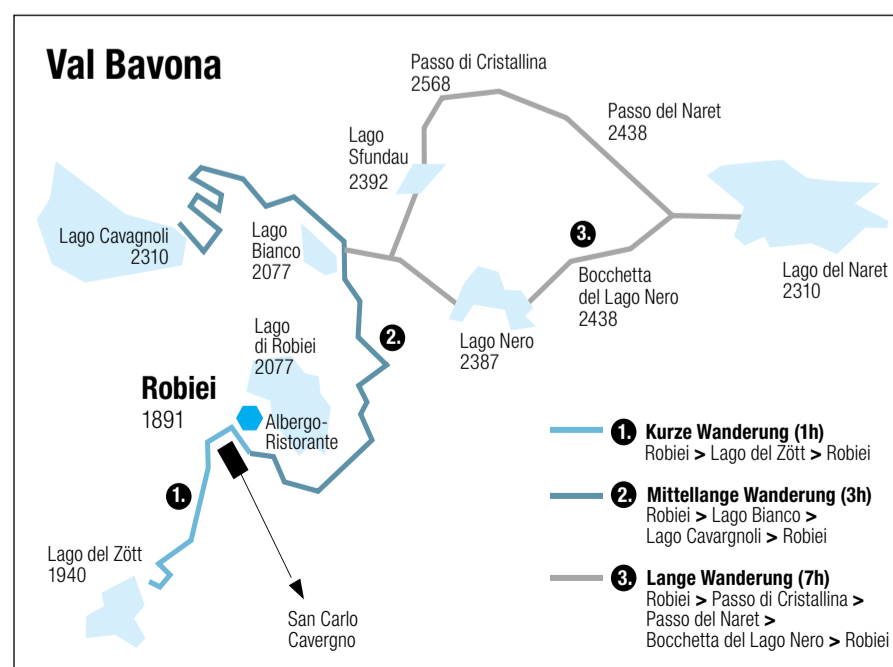 Val Bavona
Passo di Cristallina
2568
Passo del Naret
2438
Lago
Sfundau
2392
Lago Cavagnoli
2310
Lago
Bianco
2077
3.
Lago del Naret
2310
Bocchetta
del Lago Nero
2438
Lago Nero
2387
2.
Lago
di Robiei
2077
Robiei
1891
Albergo-
Ristorante
1.
Lago del Zött
1940
San Carlo
Cavergno
1. Kurze Wanderung (1h)
Robiei > Lago del Zött > Robiei
2. Mittellange Wanderung (3h)
Robiei > Lago Bianco >
Lago Cavargnoli > Robiei
3. Lange Wanderung (7h)
Robiei > Passo di Cristallina >
Passo del Naret >
Bocchetta del Lago Nero > Robiei